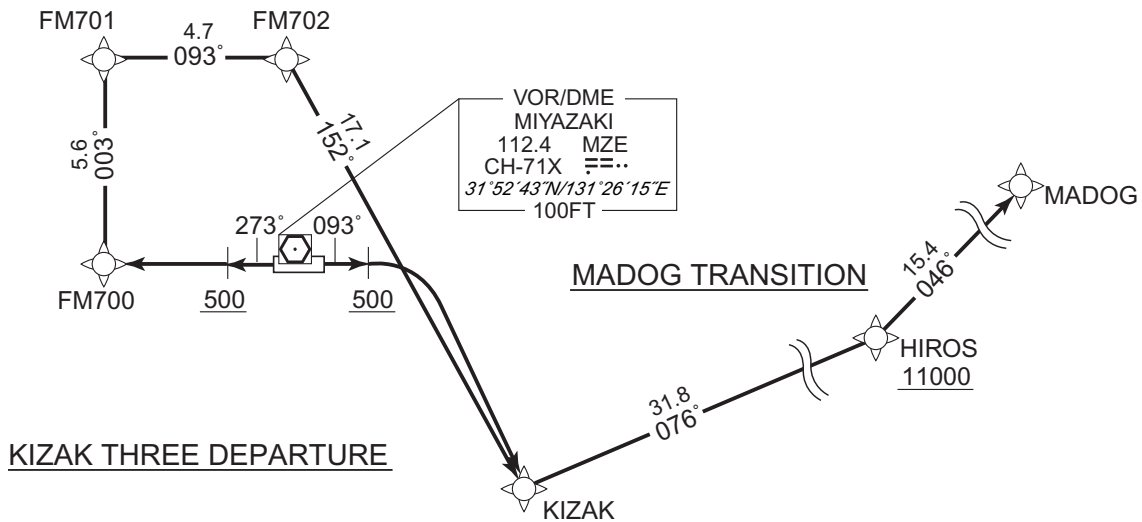 FM701
4.7
FM702
093°
5.6
003°
17.1
152°
VOR/DME
MIYAZAKI
112.4 MZE
CH-71X
31°52′43″N/131°26′15″E
100FT
273°
093°
FM700
500
500
MADOG TRANSITION
15.4
046°
MADOG
HIROS
11000
31.8
076°
KIZAK THREE DEPARTURE
KIZAK